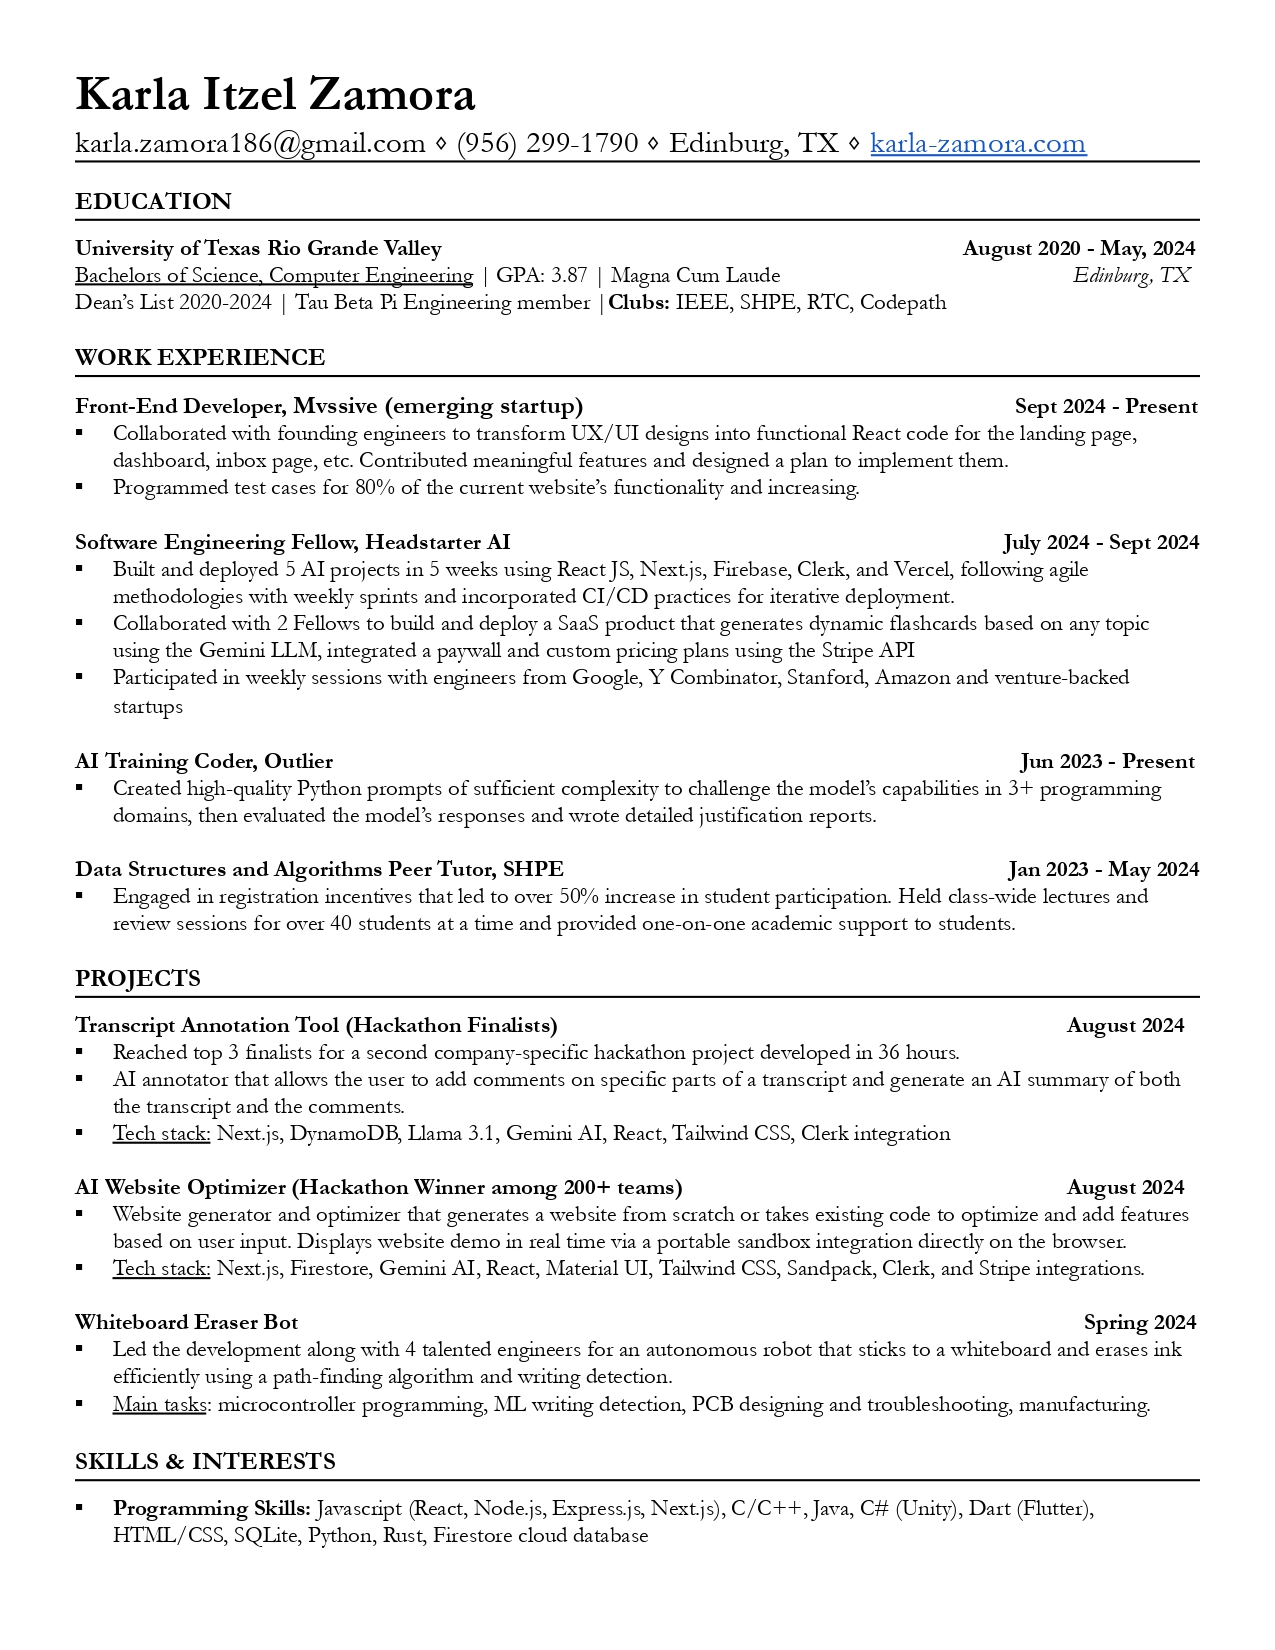 Karla Itzel Zamora
karla.zamora186@gmail.com ◊ (956) 299-1790 ◊ Edinburg, TX ◊ karla-zamora.com
EDUCATION
University of Texas Rio Grande Valley August 2020 - May, 2024
Bachelors of Science, Computer Engineering | GPA: 3.87 | Magna Cum Laude Edinburg, TX
Dean's List 2020-2024 | Tau Beta Pi Engineering member |Clubs: IEEE, SHPE, RTC, Codepath
WORK EXPERIENCE
Front-End Developer, Mvssive (emerging startup) Sept 2024 - Present
▪ Collaborated with founding engineers to transform UX/UI designs into functional React code for the landing page,
dashboard, inbox page, etc. Contributed meaningful features and designed a plan to implement them.
▪ Programmed test cases for 80% of the current website's functionality and increasing.
Software Engineering Fellow, Headstarter AI July 2024 - Sept 2024
▪ Built and deployed 5 AI projects in 5 weeks using React JS, Next.js, Firebase, Clerk, and Vercel, following agile
methodologies with weekly sprints and incorporated CI/CD practices for iterative deployment.
▪ Collaborated with 2 Fellows to build and deploy a SaaS product that generates dynamic flashcards based on any topic
using the Gemini LLM, integrated a paywall and custom pricing plans using the Stripe API
▪ Participated in weekly sessions with engineers from Google, Y Combinator, Stanford, Amazon and venture-backed
startups
AI Training Coder, Outlier Jun 2023 - Present
▪ Created high-quality Python prompts of sufficient complexity to challenge the model's capabilities in 3+ programming
domains, then evaluated the model's responses and wrote detailed justification reports.
Data Structures and Algorithms Peer Tutor, SHPE Jan 2023 - May 2024
▪ Engaged in registration incentives that led to over 50% increase in student participation. Held class-wide lectures and
review sessions for over 40 students at a time and provided one-on-one academic support to students.
PROJECTS
Transcript Annotation Tool (Hackathon Finalists) August 2024
▪ Reached top 3 finalists for a second company-specific hackathon project developed in 36 hours.
▪ AI annotator that allows the user to add comments on specific parts of a transcript and generate an AI summary of both
the transcript and the comments.
▪ Tech stack: Next.js, DynamoDB, Llama 3.1, Gemini AI, React, Tailwind CSS, Clerk integration
AI Website Optimizer (Hackathon Winner among 200+ teams) August 2024
▪ Website generator and optimizer that generates a website from scratch or takes existing code to optimize and add features
based on user input. Displays website demo in real time via a portable sandbox integration directly on the browser.
▪ Tech stack: Next.js, Firestore, Gemini AI, React, Material UI, Tailwind CSS, Sandpack, Clerk, and Stripe integrations.
Whiteboard Eraser Bot Spring 2024
▪ Led the development along with 4 talented engineers for an autonomous robot that sticks to a whiteboard and erases ink
efficiently using a path-finding algorithm and writing detection.
▪ Main tasks: microcontroller programming, ML writing detection, PCB designing and troubleshooting, manufacturing.
SKILLS & INTERESTS
▪ Programming Skills: Javascript (React, Node.js, Express.js, Next.js), C/C++, Java, C# (Unity), Dart (Flutter),
HTML/CSS, SQLite, Python, Rust, Firestore cloud database